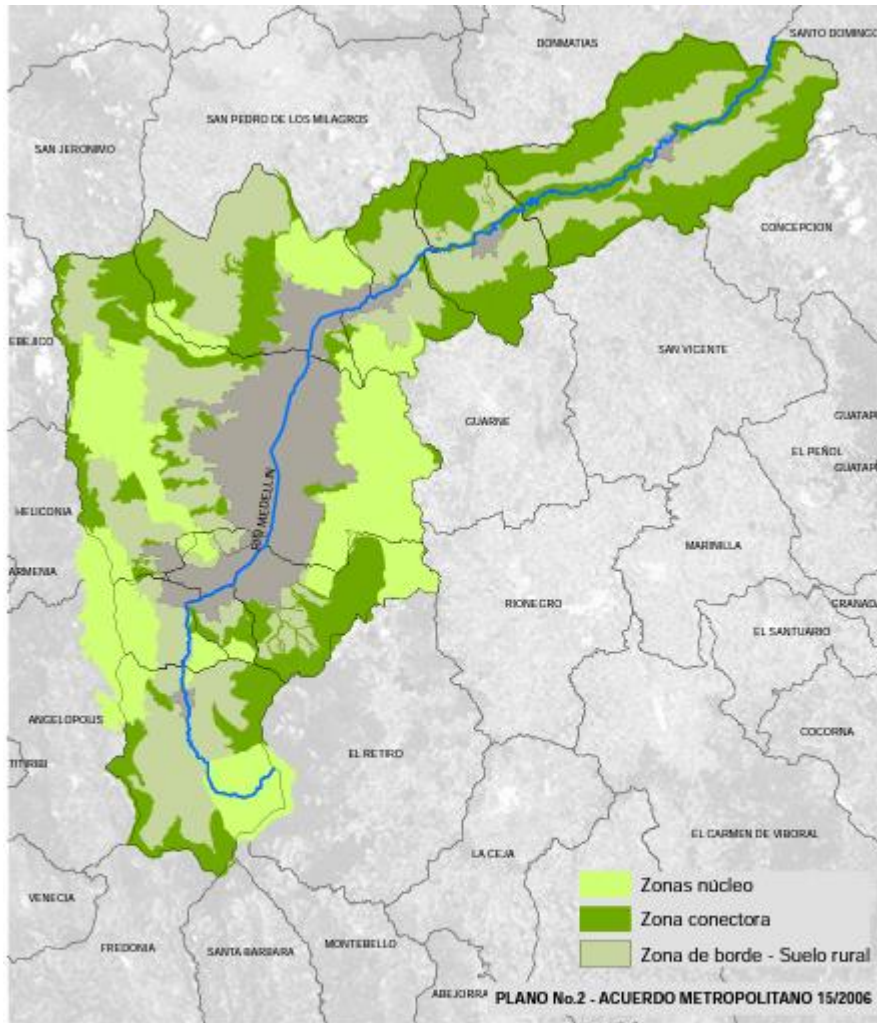 SANTO DOMINGO
DONMATIAS
SAN PEDRO DE LOS MILAGROS
SAN JERONIMO
CONCEPCION
EBEJICO
SAN VICENTE
GUARNE
GUATAP
EL PEÑOL
GUATAP
RIO MEDELLIN
HELICONIA
MARINILLA
ARMENIA
RIONEGRO
GRANADA
EL SANTUARIO
ANGELOPOLIS
COCORNA
EL RETIRO
TITIRIBI
EL CARMEN DE VIBORAL
LA CEJA
Zonas núcleo
VENECIA
Zona conectora
FREDONIA
SANTA BARBARA
MONTEBELLO
Zona de borde - Suelo rural
ABEJORRA
PLANO No.2 - ACUERDO METROPOLITANO 15/2006